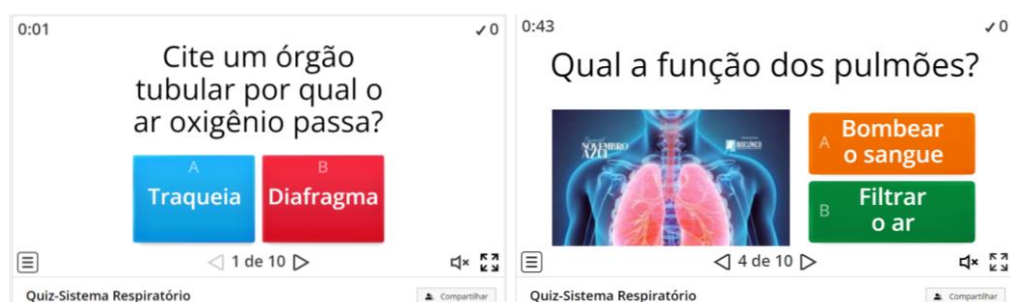 0:01
✓ 0
Cite um órgão
tubular por qual o
ar oxigênio passa?
A
Traqueia
B
Diafragma
1 de 10
Quiz-Sistema Respiratório
Compartilhar
0:43
✓ 0
Qual a função dos pulmões?
NOVEMBRO
AZUL
A
Bombear
o sangue
B
Filtrar
o ar
4 de 10
Quiz-Sistema Respiratório
Compartilhar